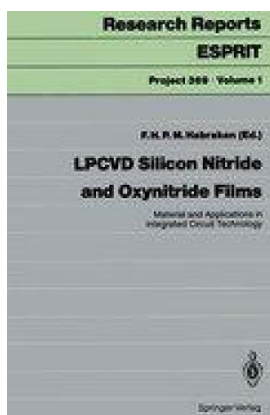 Research Reports
ESPRIT
Project 369 · Volume 1
F.H.P.M. Habraken (Ed.)
LPCVD Silicon Nitride
and Oxynitride Films
Material and Applications in
Integrated Circuit Technology
Springer-Verlag